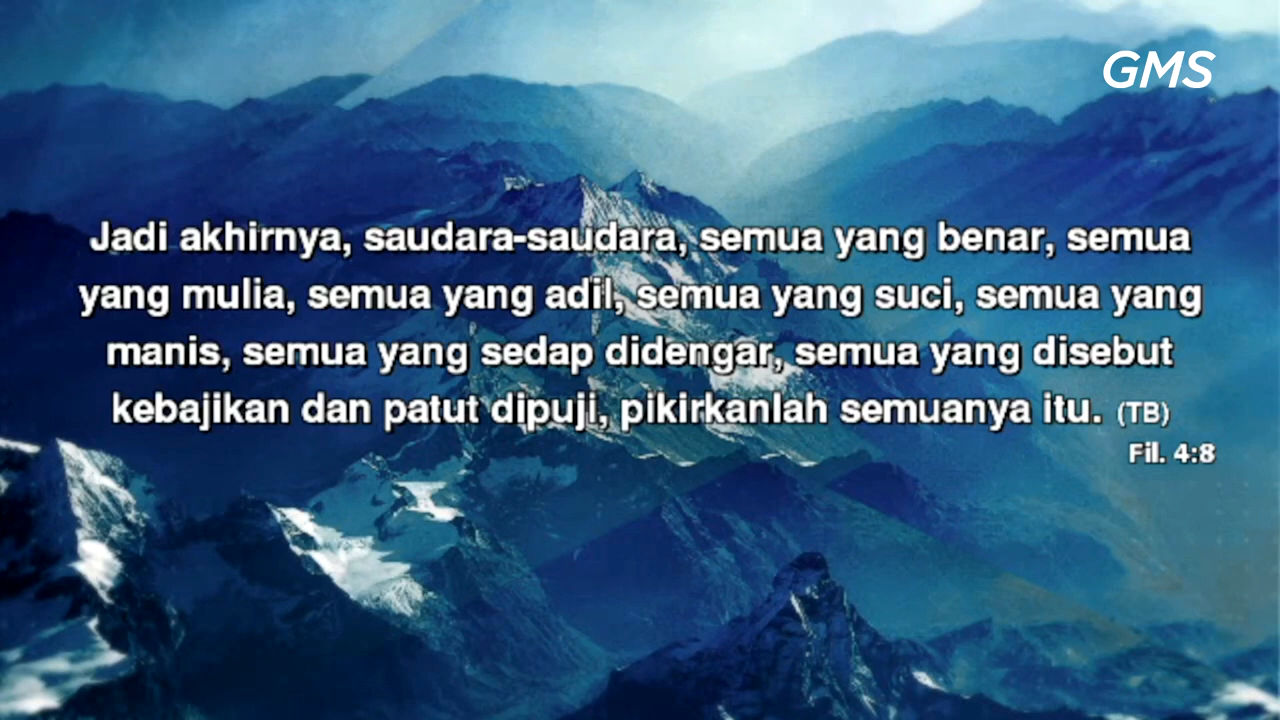 GMS
Jadi akhirnya, saudara-saudara, semua yang benar, semua
yang mulia, semua yang adil, semua yang suci, semua yang
manis, semua yang sedap didengar, semua yang disebut
kebajikan dan patut dipuji, pikirkanlah semuanya itu. (TB)
Fil. 4:8